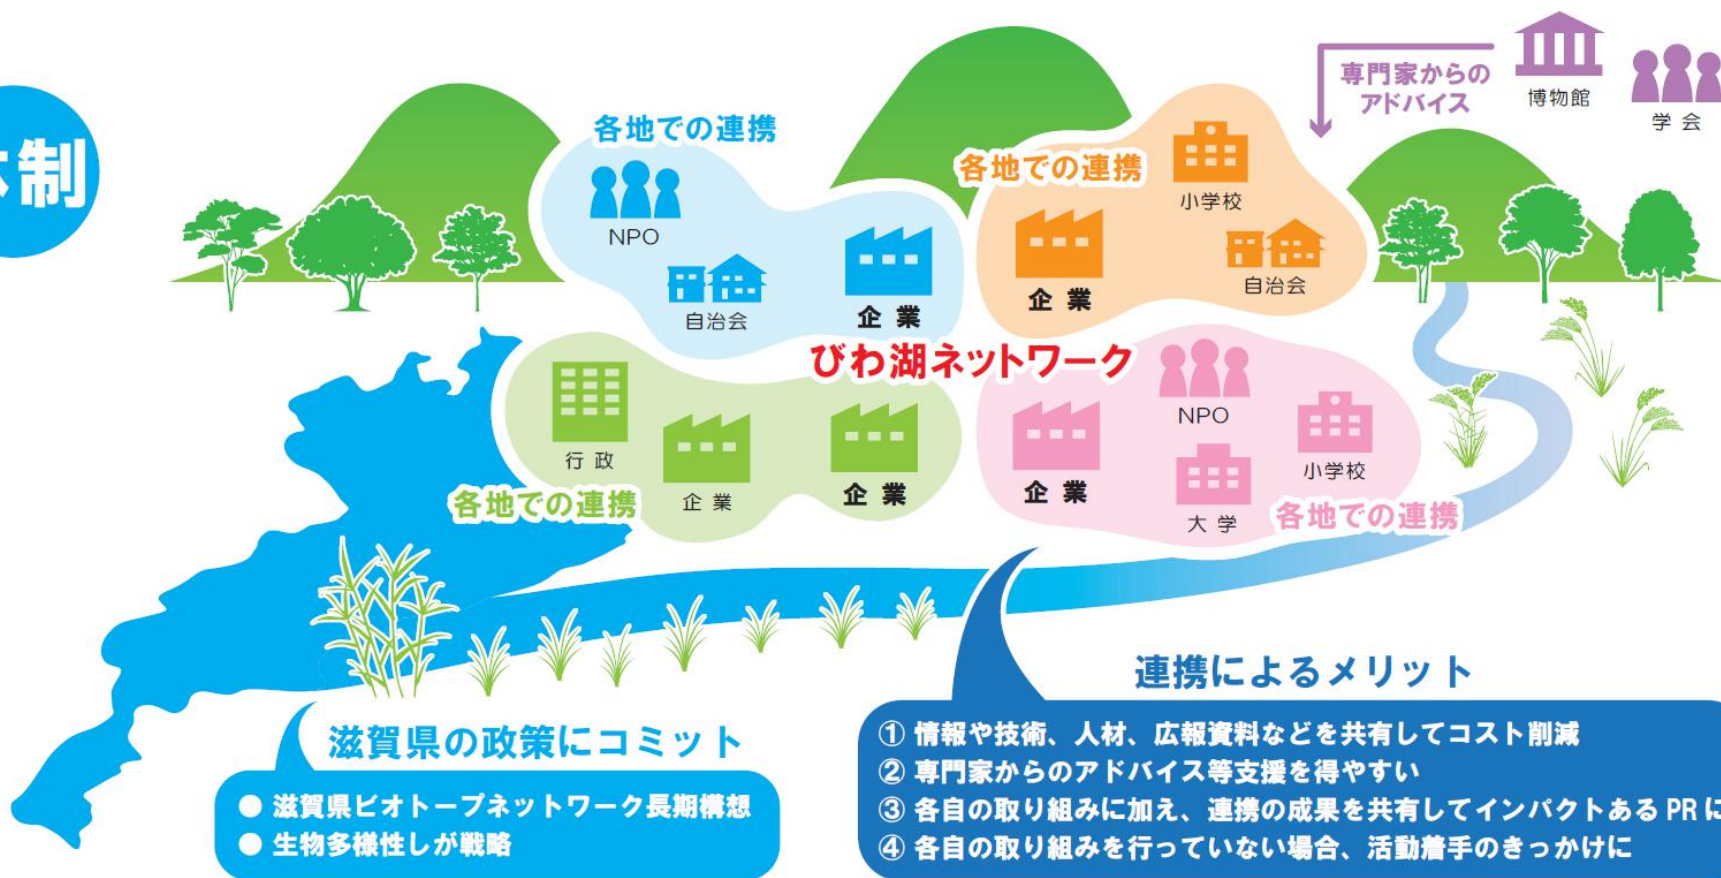 体制
専門家からの
アドバイス
博物館
学 会
各地での連携
NPO
自治会
企 業
各地での連携
小学校
企 業
自治会
びわ湖ネットワーク
行 政
企 業
企 業
各地での連携
NPO
企 業
小学校
大 学
各地での連携
滋賀県の政策にコミット
● 滋賀県ビオトープネットワーク長期構想
● 生物多様性しが戦略
連携によるメリット
① 情報や技術、人材、広報資料などを共有してコスト削減
② 専門家からのアドバイス等支援を得やすい
③ 各自の取り組みに加え、連携の成果を共有してインパクトある PR に
④ 各自の取り組みを行っていない場合、活動着手のきっかけに